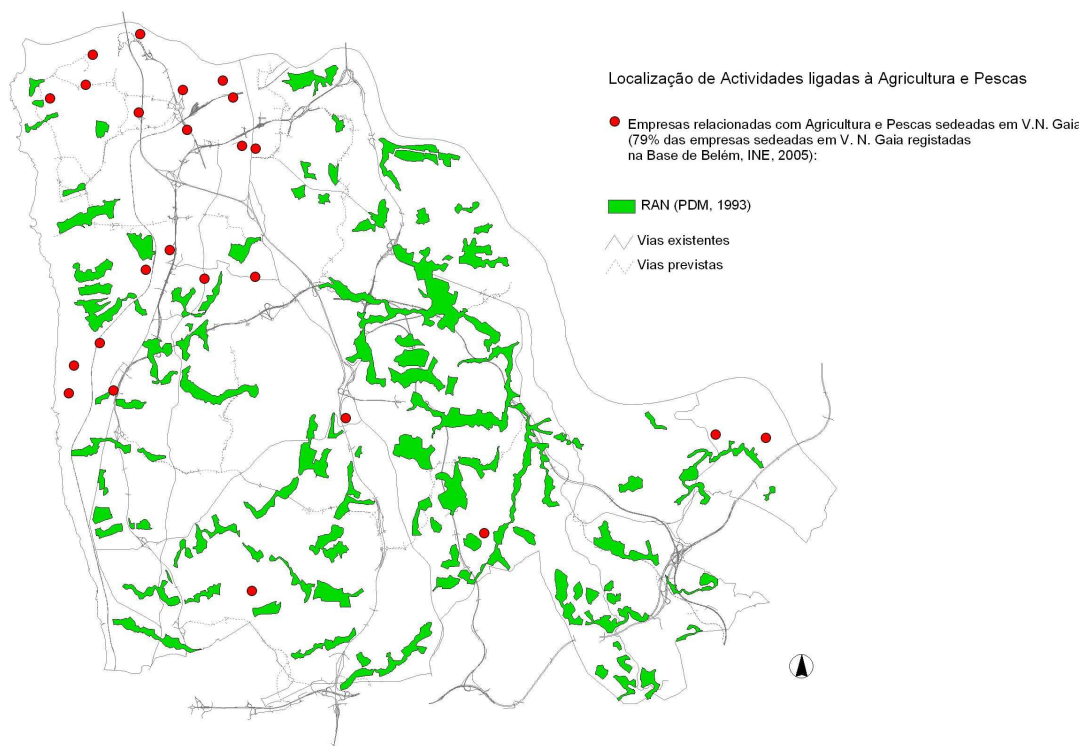 Localização de Actividades ligadas à Agricultura e Pescas
Empresas relacionadas com Agricultura e Pescas sedeadas em V.N. Gaia
(79% das empresas sedeadas em V. N. Gaia registadas
na Base de Belém, INE, 2005):
RAN (PDM, 1993)
Vias existentes
Vias previstas